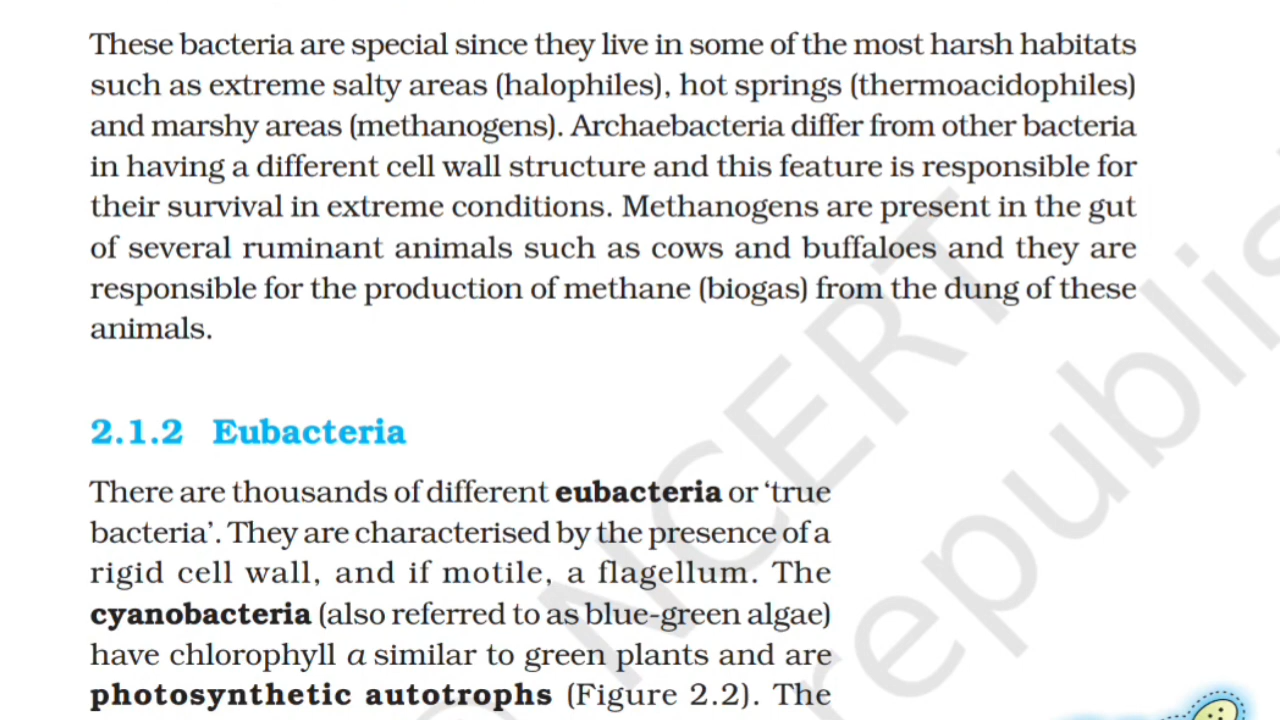 These bacteria are special since they live in some of the most harsh habitats
such as extreme salty areas (halophiles), hot springs (thermoacidophiles)
and marshy areas (methanogens). Archaebacteria differ from other bacteria
in having a different cell wall structure and this feature is responsible for
their survival in extreme conditions. Methanogens are present in the gut
of several ruminant animals such as cows and buffaloes and they are
responsible for the production of methane (biogas) from the dung of these
animals.
2.1.2 Eubacteria
There are thousands of different eubacteria or ‘true
bacteria’. They are characterised by the presence of a
rigid cell wall, and if motile, a flagellum. The
cyanobacteria (also referred to as blue-green algae)
have chlorophyll a similar to green plants and are
photosynthetic autotrophs (Figure 2.2). The
NCERT
republis